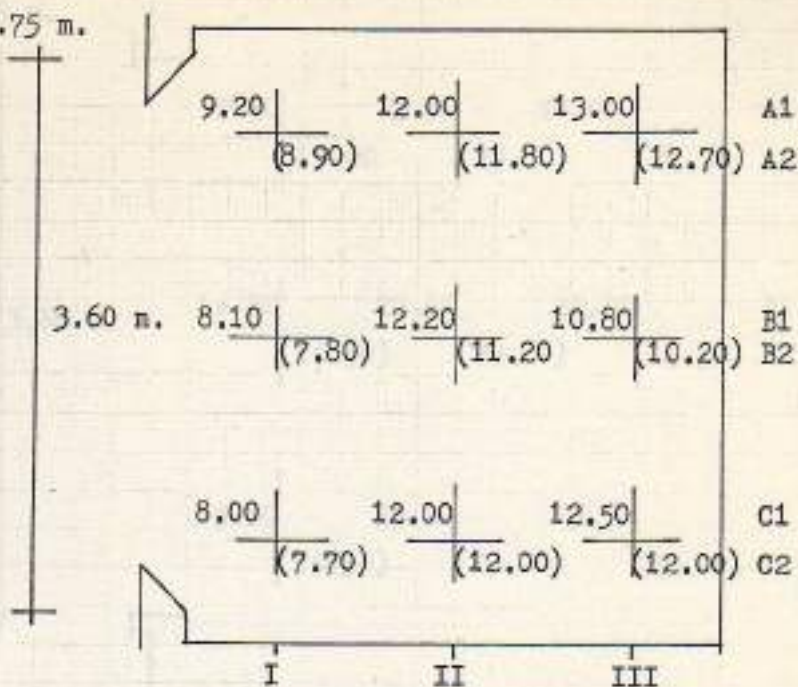 .75 m.
9.20 12.00 13.00 A1
(8.90) (11.80) (12.70) A2
3.60 m. 8.10 12.20 10.80 B1
(7.80) (11.20 (10.20) B2
8.00 12.00 12.50 C1
(7.70) (12.00) (12.00) C2
I II III